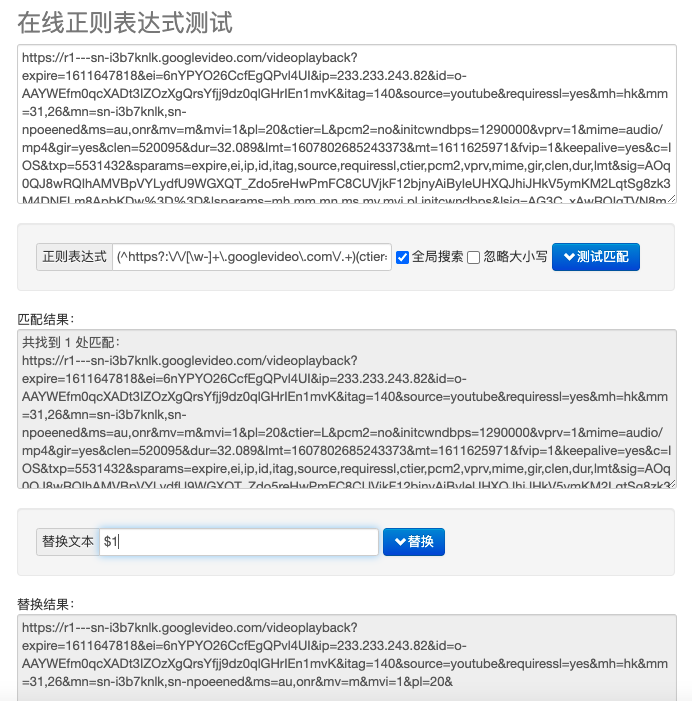 在线正则表达式测试
https://r1---sn-i3b7knlk.googlevideo.com/videoplayback?
expire=1611647818&ei=6nYPYO26CcfEgQPvl4UI&ip=233.233.243.82&id=o-
AAYWEfm0qcXADt3IZOzXgQrsYfjj9dz0qlGHrIEn1mvK&itag=140&source=youtube&requiressl=yes&mh=hk&mm
=31,26&mn=sn-i3b7knlk,sn-
npoeened&ms=au,onr&mv=m&mvi=1&pl=20&ctier=L&pcm2=no&initcwndbps=1290000&vprv=1&mime=audio/
mp4&gir=yes&clen=520095&dur=32.089&lmt=1607802685243373&mt=1611625971&fvip=1&keepalive=yes&c=I
OS&txp=5531432&sparams=expire,ei,ip,id,itag,source,requiressl,ctier,pcm2,vprv,mime,gir,clen,dur,lmt&sig=AOq
0QJ8wRQIhAMVBpVYLydfU9WGXQT_Zdo5reHwPmFC8CUVjkF12bjnyAiByleUHXQJhiJHkV5ymKM2LqtSg8zk3
M4DNELm8ApbKDw%3D%3D&lsparams=mh,mm,mn,ms,mv,mvi,pl,initcwndbps&lsig=AG3C_xAwRQIgTVN8m
正则表达式 (^https?:\/\/[\w-]+\.googlevideo\.com\/.+)(ctier= 全局搜索 忽略大小写 测试匹配
匹配结果：
共找到 1 处匹配：
https://r1---sn-i3b7knlk.googlevideo.com/videoplayback?
expire=1611647818&ei=6nYPYO26CcfEgQPvl4UI&ip=233.233.243.82&id=o-
AAYWEfm0qcXADt3IZOzXgQrsYfjj9dz0qlGHrIEn1mvK&itag=140&source=youtube&requiressl=yes&mh=hk&mm
=31,26&mn=sn-i3b7knlk,sn-
npoeened&ms=au,onr&mv=m&mvi=1&pl=20&ctier=L&pcm2=no&initcwndbps=1290000&vprv=1&mime=audio/
mp4&gir=yes&clen=520095&dur=32.089&lmt=1607802685243373&mt=1611625971&fvip=1&keepalive=yes&c=I
OS&txp=5531432&sparams=expire,ei,ip,id,itag,source,requiressl,ctier,pcm2,vprv,mime,gir,clen,dur,lmt&sig=AOq
0QJ8wRQIhAMVBpVYLydfU9WGXQT_Zdo5reHwPmFC8CUVjkF12bjnyAiByleUHXQJhiJHkV5ymKM2LqtSg8zk3
替换文本 $1 替换
替换结果：
https://r1---sn-i3b7knlk.googlevideo.com/videoplayback?
expire=1611647818&ei=6nYPYO26CcfEgQPvl4UI&ip=233.233.243.82&id=o-
AAYWEfm0qcXADt3IZOzXgQrsYfjj9dz0qlGHrIEn1mvK&itag=140&source=youtube&requiressl=yes&mh=hk&mm
=31,26&mn=sn-i3b7knlk,sn-npoeened&ms=au,onr&mv=m&mvi=1&pl=20&